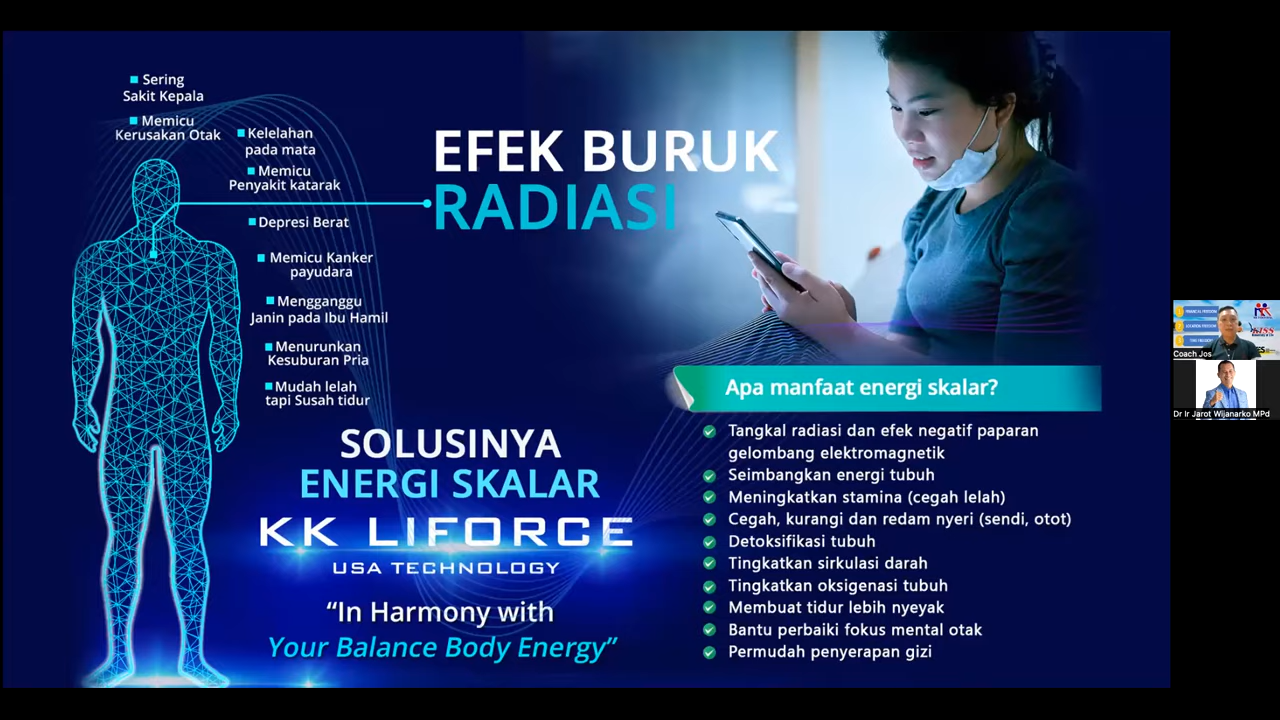 Sering
Sakit Kepala
Memicu
Kerusakan Otak
Kelelahan
pada mata
Memicu
Penyakit katarak
Depresi Berat
Memicu Kanker
payudara
Mengganggu
Janin pada Ibu Hamil
Menurunkan
Kesuburan Pria
Mudah lelah
tapi Susah tidur
EFEK BURUK
RADIASI
SOLUSINYA
ENERGI SKALAR
KK LIFORCE
USA TECHNOLOGY
“In Harmony with
Your Balance Body Energy”
Apa manfaat energi skalar?
Tangkal radiasi dan efek negatif paparan
gelombang elektromagnetik
Seimbangkan energi tubuh
Meningkatkan stamina (cegah lelah)
Cegah, kurangi dan redam nyeri (sendi, otot)
Detoksifikasi tubuh
Tingkatkan sirkulasi darah
Tingkatkan oksigenasi tubuh
Membuat tidur lebih nyeyak
Bantu perbaiki fokus mental otak
Permudah penyerapan gizi
Coach Jos
Dr Ir Jarot Wijanarko MPd